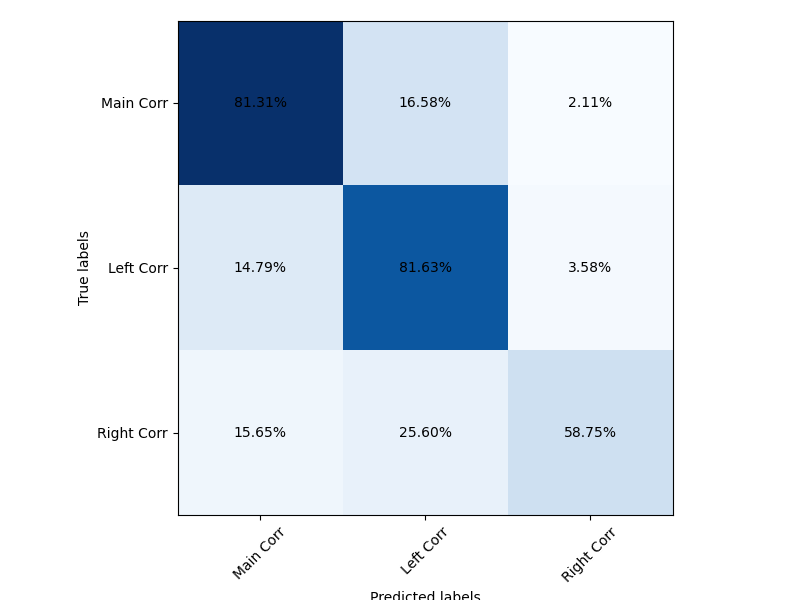 Main Corr 81.31% 16.58% 2.11%
True labels
Left Corr 14.79% 81.63% 3.58%
Right Corr 15.65% 25.60% 58.75%
Main Corr Left Corr Right Corr
Predicted labels